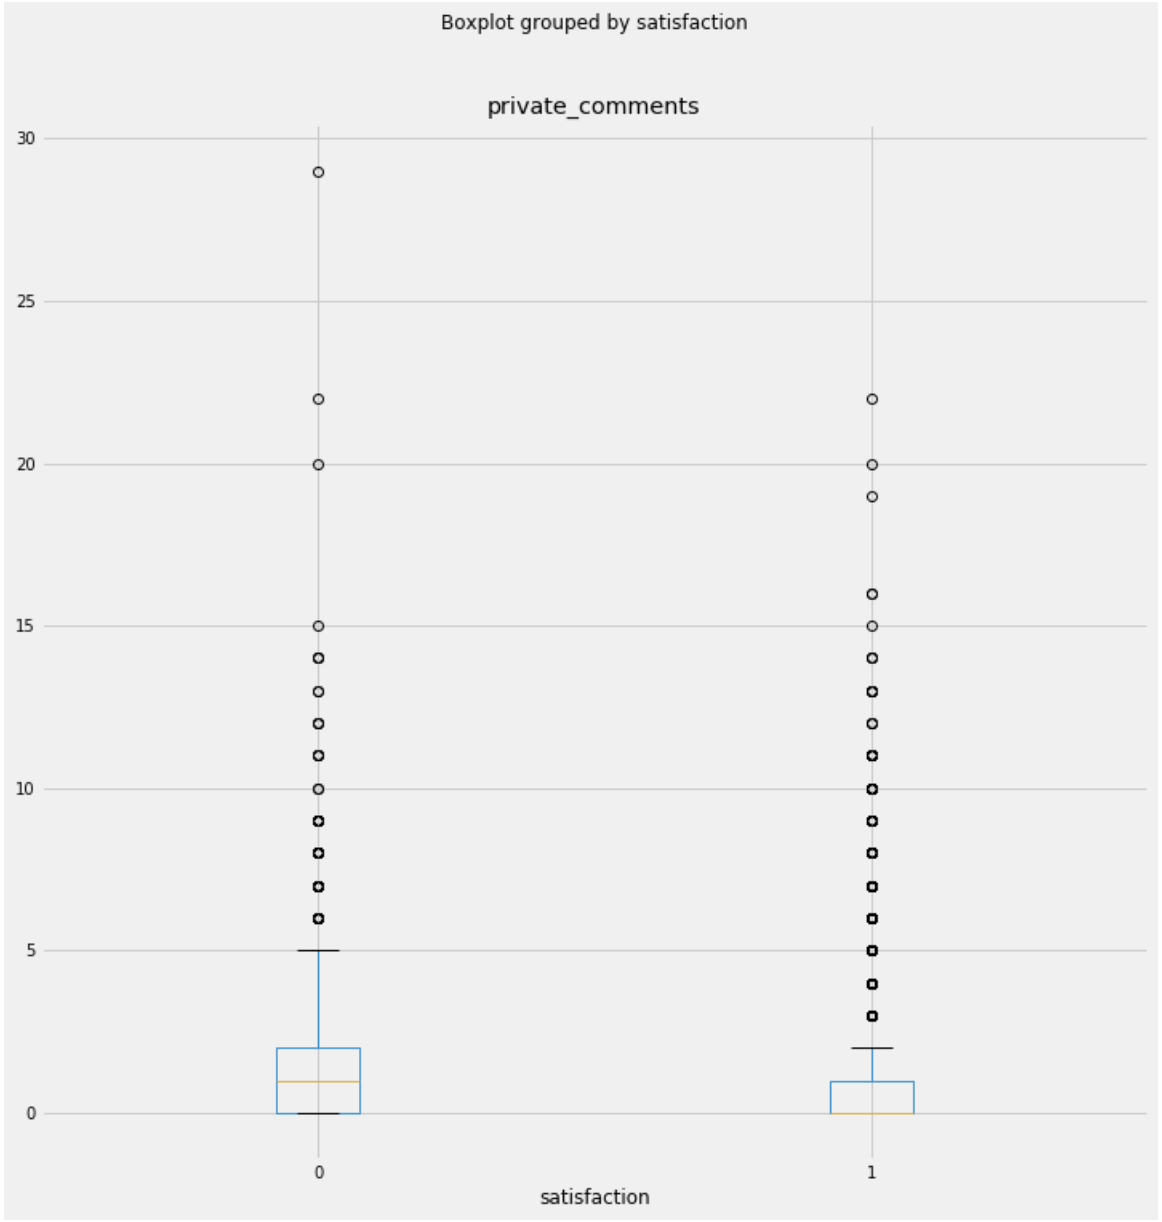 Boxplot grouped by satisfaction
private_comments
30
25
20
15
10
5
0
0 1
satisfaction